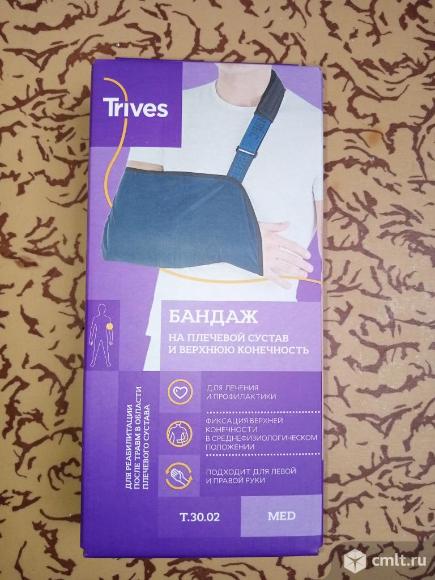 Trives
БАНДАЖ
НА ПЛЕЧЕВОЙ СУСТАВ
И ВЕРХНЮЮ КОНЕЧНОСТЬ
ДЛЯ РЕАБИЛИТАЦИИ
ПОСЛЕ ТРАВМ В ОБЛАСТИ
ПЛЕЧЕВОГО СУСТАВА
ДЛЯ ЛЕЧЕНИЯ
И ПРОФИЛАКТИКИ
ФИКСАЦИЯ ВЕРХНЕЙ
КОНЕЧНОСТИ
В СРЕДНЕФИЗИОЛОГИЧЕСКОМ
ПОЛОЖЕНИИ
ПОДХОДИТ ДЛЯ ЛЕВОЙ
И ПРАВОЙ РУКИ
Т.30.02
MED
cmlt.ru